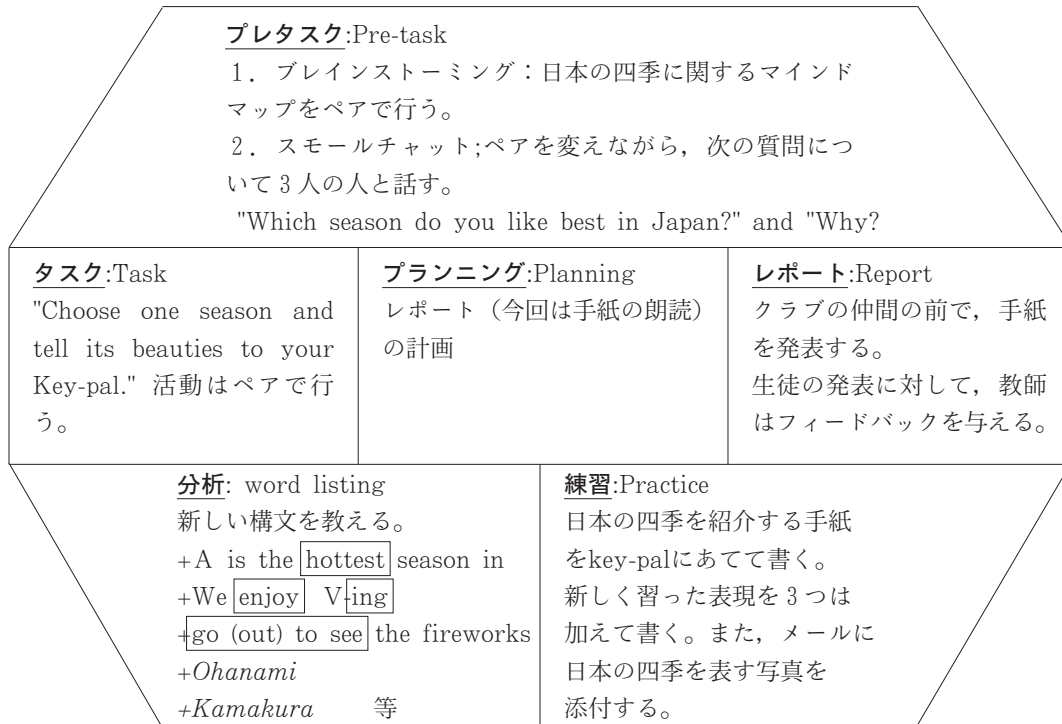 プレタスク:Pre-task
1．ブレインストーミング：日本の四季に関するマインド
マップをペアで行う。
2．スモールチャット;ペアを変えながら，次の質問につ
いて3人の人と話す。
"Which season do you like best in Japan?" and "Why?
タスク:Task
"Choose one season and
tell its beauties to your
Key-pal." 活動はペアで行
う。
プランニング:Planning
レポート（今回は手紙の朗読）
の計画
レポート:Report
クラブの仲間の前で，手紙
を発表する。
生徒の発表に対して，教師
はフィードバックを与える。
分析: word listing
新しい構文を教える。
+A is the hottest season in
+We enjoy V-ing
+go (out) to see the fireworks
+Ohanami
+Kamakura 等
練習:Practice
日本の四季を紹介する手紙
をkey-palにあてて書く。
新しく習った表現を3つは
加えて書く。また，メールに
日本の四季を表す写真を
添付する。